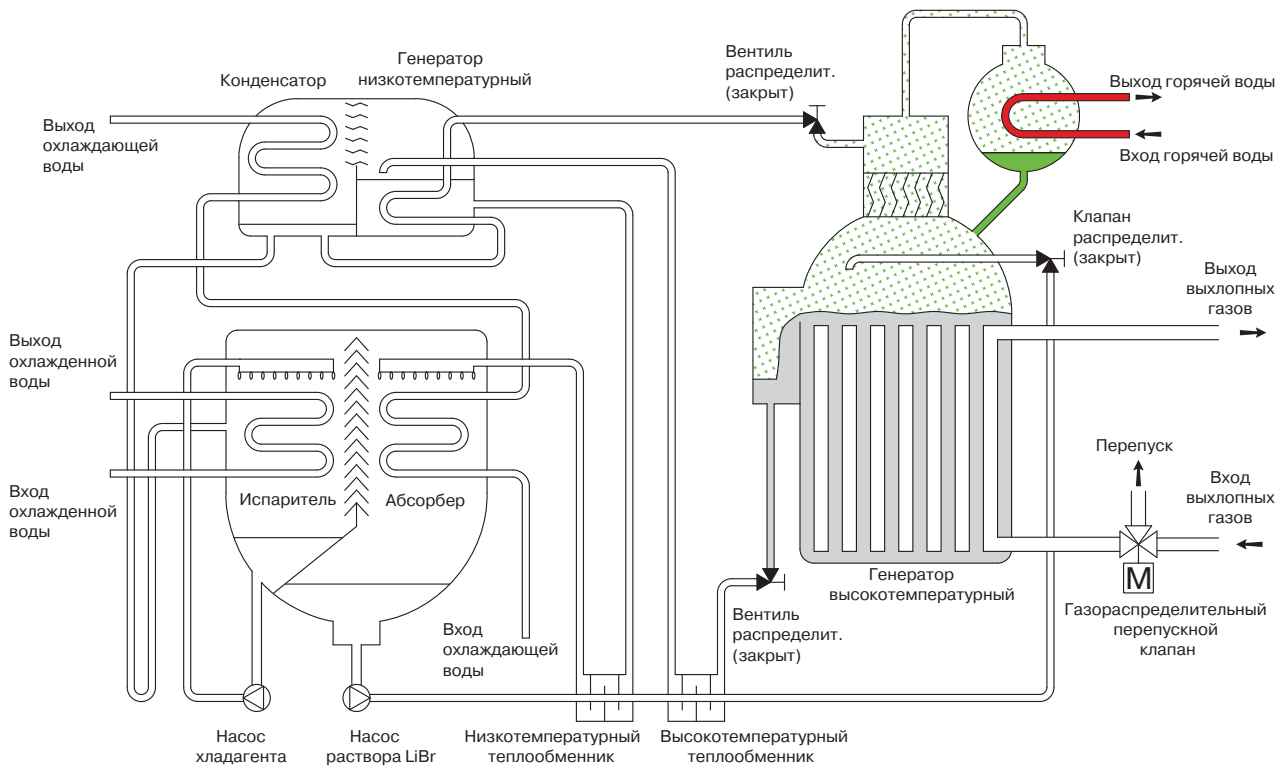 Конденсатор
Генератор
низкотемпературный
Вентиль
распределит.
(закрыт)
Выход горячей воды
Вход горячей воды
Выход
охлаждающей
воды
Клапан
распределит.
(закрыт)
Выход
выхлопных
газов
Выход
охлажденной
воды
Перепуск
Вход
охлажденной
воды
Испаритель
Абсорбер
Вход
выхлопных
газов
M
Генератор
высокотемпературный
Газораспределительный
перепускной
клапан
Вентиль
распределит.
(закрыт)
Вход
охлаждающей
воды
Насос
хладагента
Насос
раствора LiBr
Низкотемпературный
теплообменник
Высокотемпературный
теплообменник